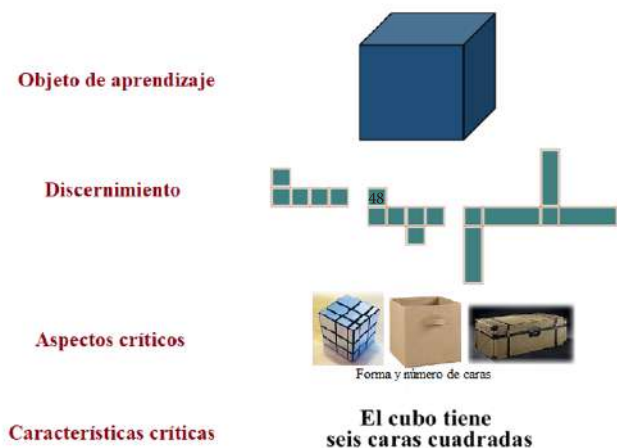 Objeto de aprendizaje
Discernimiento
48
Aspectos críticos
Forma y número de caras
Características críticas
El cubo tiene
seis caras cuadradas